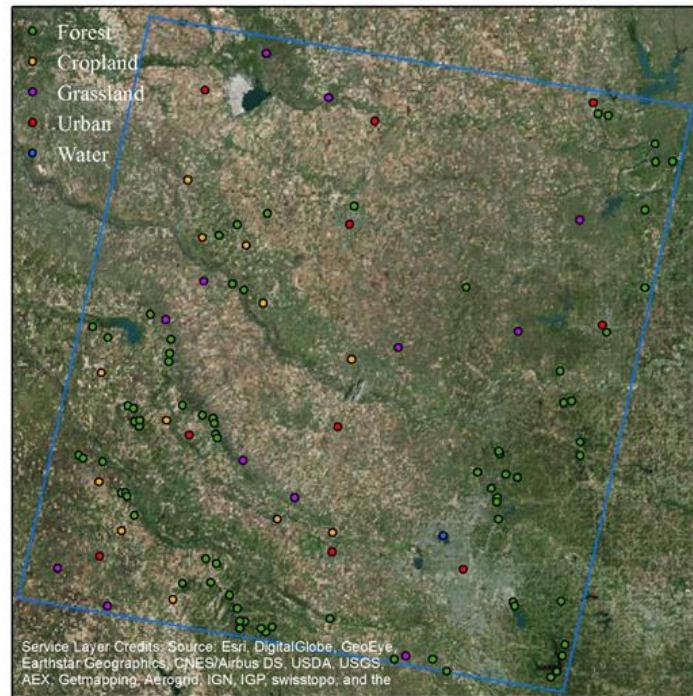 Forest
Cropland
Grassland
Urban
Water
Service Layer Credits: Source: Esri, DigitalGlobe, GeoEye,
Earthstar Geographics, CNES/Airbus DS, USDA, USGS,
AEX, Getmapping, Aerogrid, IGN, IGP, swisstopo, and the